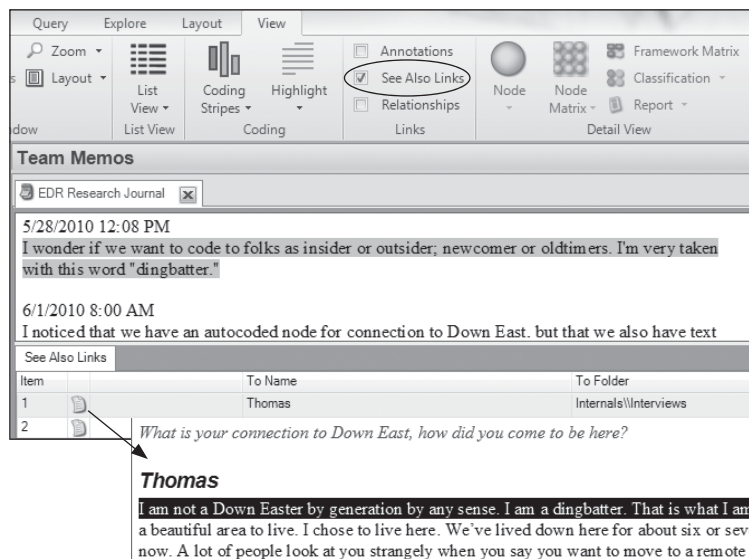 Query Explore Layout View
Zoom Annotations Framework Matrix
s Layout List Coding Highlight See Also Links Node Node Classification
View Stripes Relationships Matrix Report
dow List View Coding Links Detail View
Team Memos
EDR Research Journal
5/28/2010 12:08 PM
I wonder if we want to code to folks as insider or outsider; newcomer or oldtimers. I'm very taken
with this word "dingbatter."
6/1/2010 8:00 AM
I noticed that we have an autocoded node for connection to Down East. but that we also have text
See Also Links
Item To Name To Folder
1 Thomas Internals\\Interviews
2
What is your connection to Down East, how did you come to be here?
Thomas
I am not a Down Easter by generation by any sense. I am a dingbatter. That is what I am
a beautiful area to live. I chose to live here. We've lived down here for about six or sev
now. A lot of people look at you strangely when you say you want to move to a remote